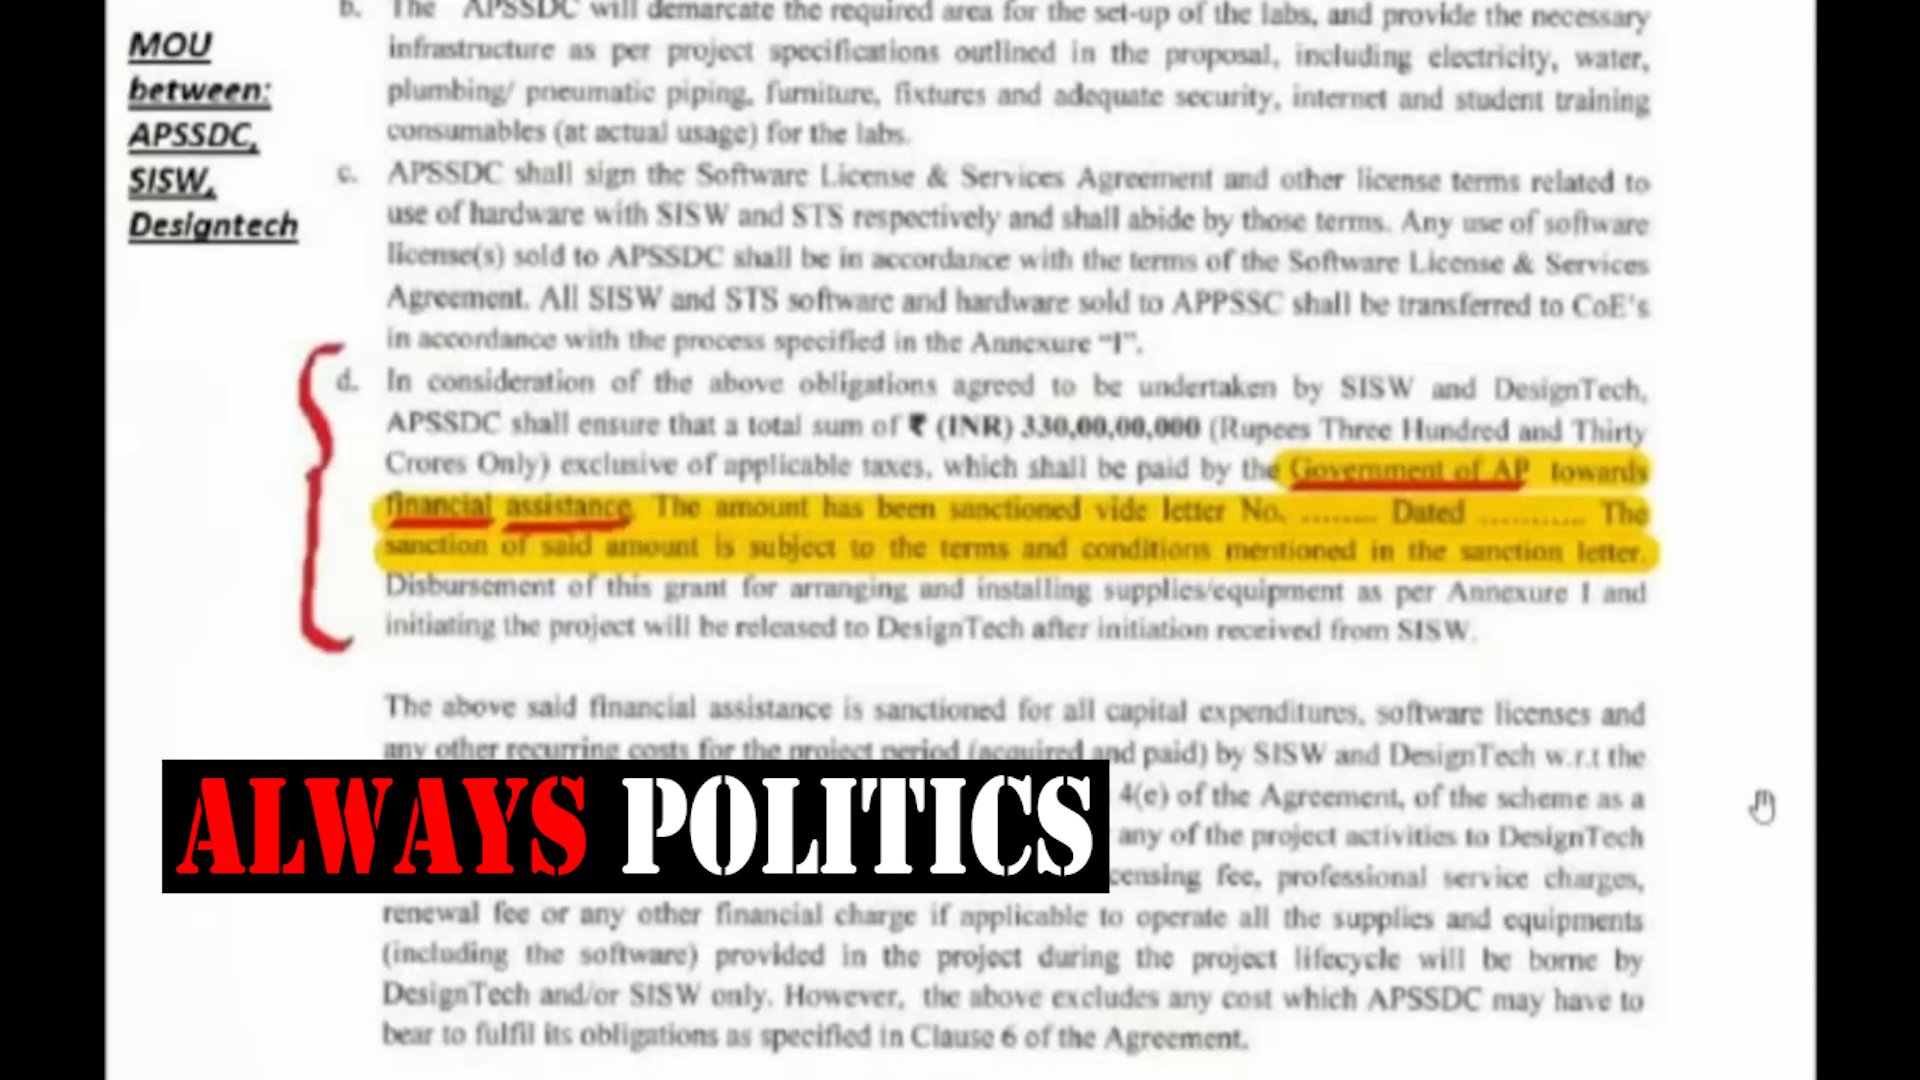 MOU
between:
APSSDC,
SISW,
Designtech
b. The APSSDC will demarcate the required area for the set-up of the labs, and provide the necessary
infrastructure as per project specifications outlined in the proposal, including electricity, water,
plumbing/ pneumatic piping, furniture, fixtures and adequate security, internet and student training
consumables (at actual usage) for the labs.
c. APSSDC shall sign the Software License & Services Agreement and other license terms related to
use of hardware with SISW and STS respectively and shall abide by those terms. Any use of software
license(s) sold to APSSDC shall be in accordance with the terms of the Software License & Services
Agreement. All SISW and STS software and hardware sold to APPSSC shall be transferred to CoE's
in accordance with the process specified in the Annexure “I”.
d. In consideration of the above obligations agreed to be undertaken by SISW and DesignTech,
APSSDC shall ensure that a total sum of ₹ (INR) 330,00,00,000 (Rupees Three Hundred and Thirty
Crores Only) exclusive of applicable taxes, which shall be paid by the Government of AP towards
financial assistance. The amount has been sanctioned vide letter No. ........ Dated ........... The
sanction of said amount is subject to the terms and conditions mentioned in the sanction letter.
Disbursement of this grant for arranging and installing supplies/equipment as per Annexure I and
initiating the project will be released to DesignTech after initiation received from SISW.
The above said financial assistance is sanctioned for all capital expenditures, software licenses and
any other recurring costs for the project period (acquired and paid) by SISW and DesignTech w.r.t the
4(e) of the Agreement, of the scheme as a
any of the project activities to DesignTech
censing fee, professional service charges,
renewal fee or any other financial charge if applicable to operate all the supplies and equipments
(including the software) provided in the project during the project lifecycle will be borne by
DesignTech and/or SISW only. However, the above excludes any cost which APSSDC may have to
bear to fulfil its obligations as specified in Clause 6 of the Agreement.
ALWAYS POLITICS